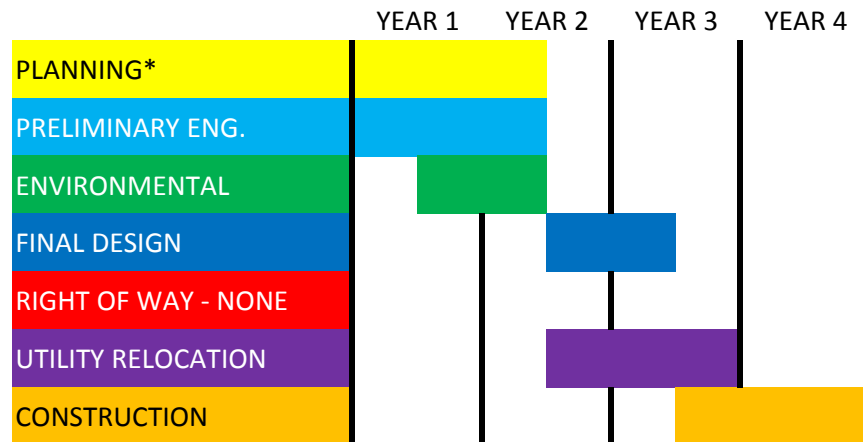 YEAR 1 YEAR 2 YEAR 3 YEAR 4
PLANNING*
PRELIMINARY ENG.
ENVIRONMENTAL
FINAL DESIGN
RIGHT OF WAY - NONE
UTILITY RELOCATION
CONSTRUCTION